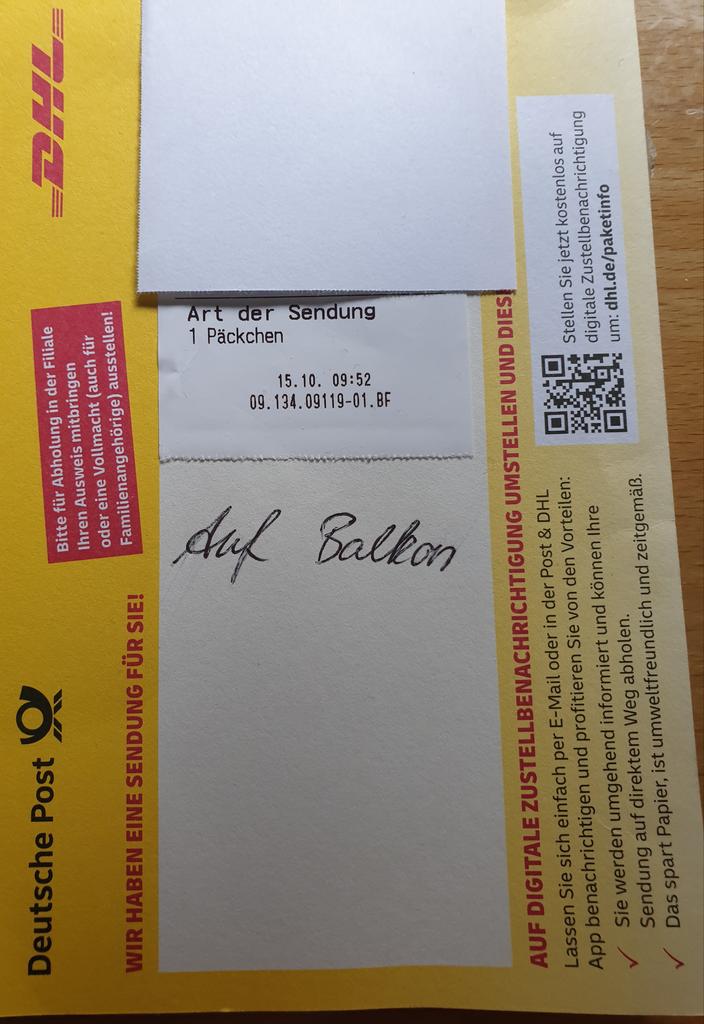 Deutsche Post
DHL
Bitte für Abholung in der Filiale
Ihren Ausweis mitbringen
oder eine Vollmacht (auch für
Familienangehörige) ausstellen!
WIR HABEN EINE SENDUNG FÜR SIE!
Art der Sendung
1 Päckchen
15.10. 09:52
09.134.09119-01.BF
Auf Balkon
AUF DIGITALE ZUSTELLBENACHRICHTIGUNG UMSTELLEN UND DIES
Lassen Sie sich einfach per E-Mail oder in der Post & DHL
App benachrichtigen und profitieren Sie von den Vorteilen:
✓ Sie werden umgehend informiert und können Ihre
Sendung auf direktem Weg abholen.
✓ Das spart Papier, ist umweltfreundlich und zeitgemäß.
Stellen Sie jetzt kostenlos auf
digitale Zustellbenachrichtigung
um: dhl.de/paketinfo